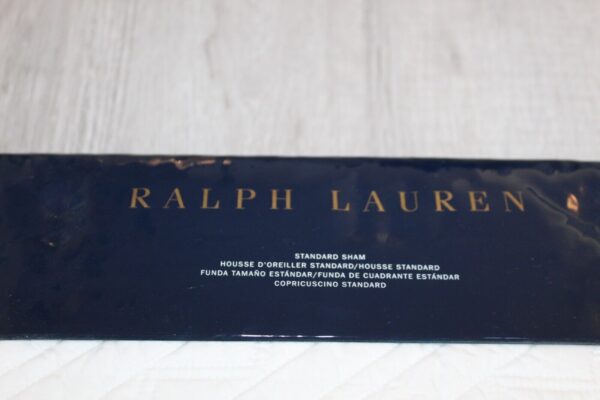 RALPH LAUREN
STANDARD SHAM
HOUSSE D'OREILLER STANDARD/HOUSSE STANDARD
FUNDA TAMAÑO ESTÁNDAR/FUNDA DE CUADRANTE ESTÁNDAR
COPRICUSCINO STANDARD